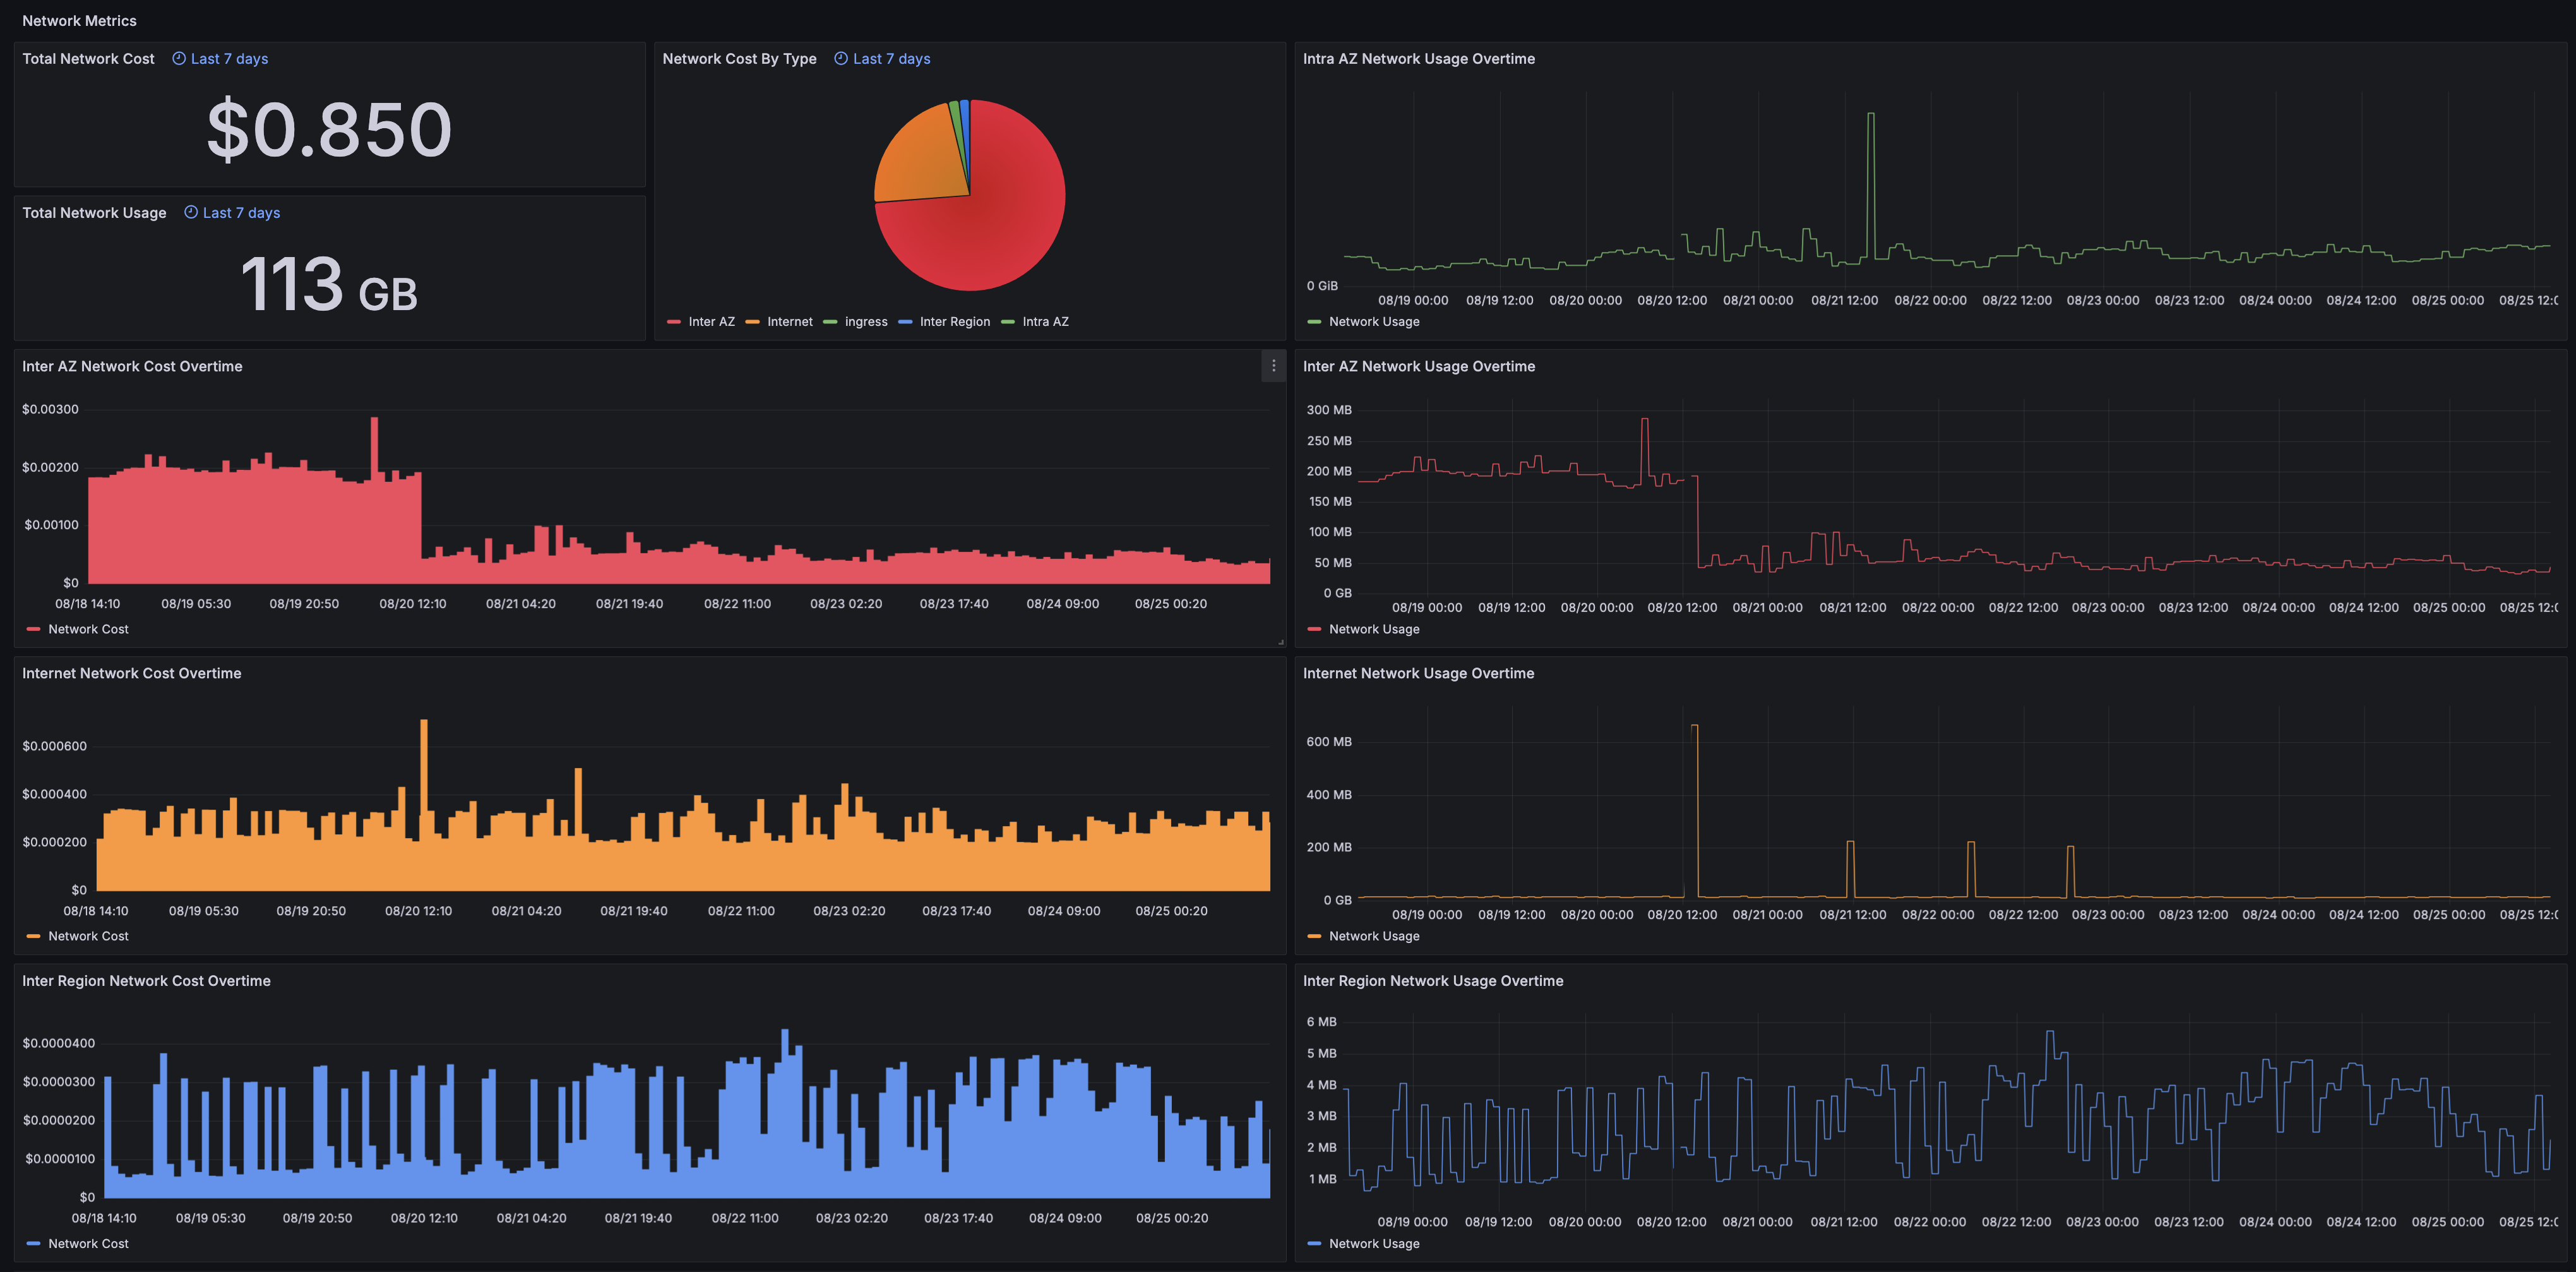 Network Metrics
Total Network Cost Last 7 days
$0.850
Total Network Usage Last 7 days
113 GB
Network Cost By Type Last 7 days
Inter AZ Internet ingress Inter Region Intra AZ
Intra AZ Network Usage Overtime
0 GiB
08/19 00:00 08/19 12:00 08/20 00:00 08/20 12:00 08/21 00:00 08/21 12:00 08/22 00:00 08/22 12:00 08/23 00:00 08/23 12:00 08/24 00:00 08/24 12:00 08/25 00:00 08/25 12:
Network Usage
Inter AZ Network Cost Overtime
$0.00300
$0.00200
$0.00100
$0
08/18 14:10 08/19 05:30 08/19 20:50 08/20 12:10 08/21 04:20 08/21 19:40 08/22 11:00 08/23 02:20 08/23 17:40 08/24 09:00 08/25 00:20
Network Cost
Inter AZ Network Usage Overtime
300 MB
250 MB
200 MB
150 MB
100 MB
50 MB
0 GB
08/19 00:00 08/19 12:00 08/20 00:00 08/20 12:00 08/21 00:00 08/21 12:00 08/22 00:00 08/22 12:00 08/23 00:00 08/23 12:00 08/24 00:00 08/24 12:00 08/25 00:00 08/25 12:
Network Usage
Internet Network Cost Overtime
$0.000600
$0.000400
$0.000200
$0
08/18 14:10 08/19 05:30 08/19 20:50 08/20 12:10 08/21 04:20 08/21 19:40 08/22 11:00 08/23 02:20 08/23 17:40 08/24 09:00 08/25 00:20
Network Cost
Internet Network Usage Overtime
600 MB
400 MB
200 MB
0 GB
08/19 00:00 08/19 12:00 08/20 00:00 08/20 12:00 08/21 00:00 08/21 12:00 08/22 00:00 08/22 12:00 08/23 00:00 08/23 12:00 08/24 00:00 08/24 12:00 08/25 00:00 08/25 12:
Network Usage
Inter Region Network Cost Overtime
$0.0000400
$0.0000300
$0.0000200
$0.0000100
$0
08/18 14:10 08/19 05:30 08/19 20:50 08/20 12:10 08/21 04:20 08/21 19:40 08/22 11:00 08/23 02:20 08/23 17:40 08/24 09:00 08/25 00:20
Network Cost
Inter Region Network Usage Overtime
6 MB
5 MB
4 MB
3 MB
2 MB
1 MB
08/19 00:00 08/19 12:00 08/20 00:00 08/20 12:00 08/21 00:00 08/21 12:00 08/22 00:00 08/22 12:00 08/23 00:00 08/23 12:00 08/24 00:00 08/24 12:00 08/25 00:00 08/25 12:
Network Usage